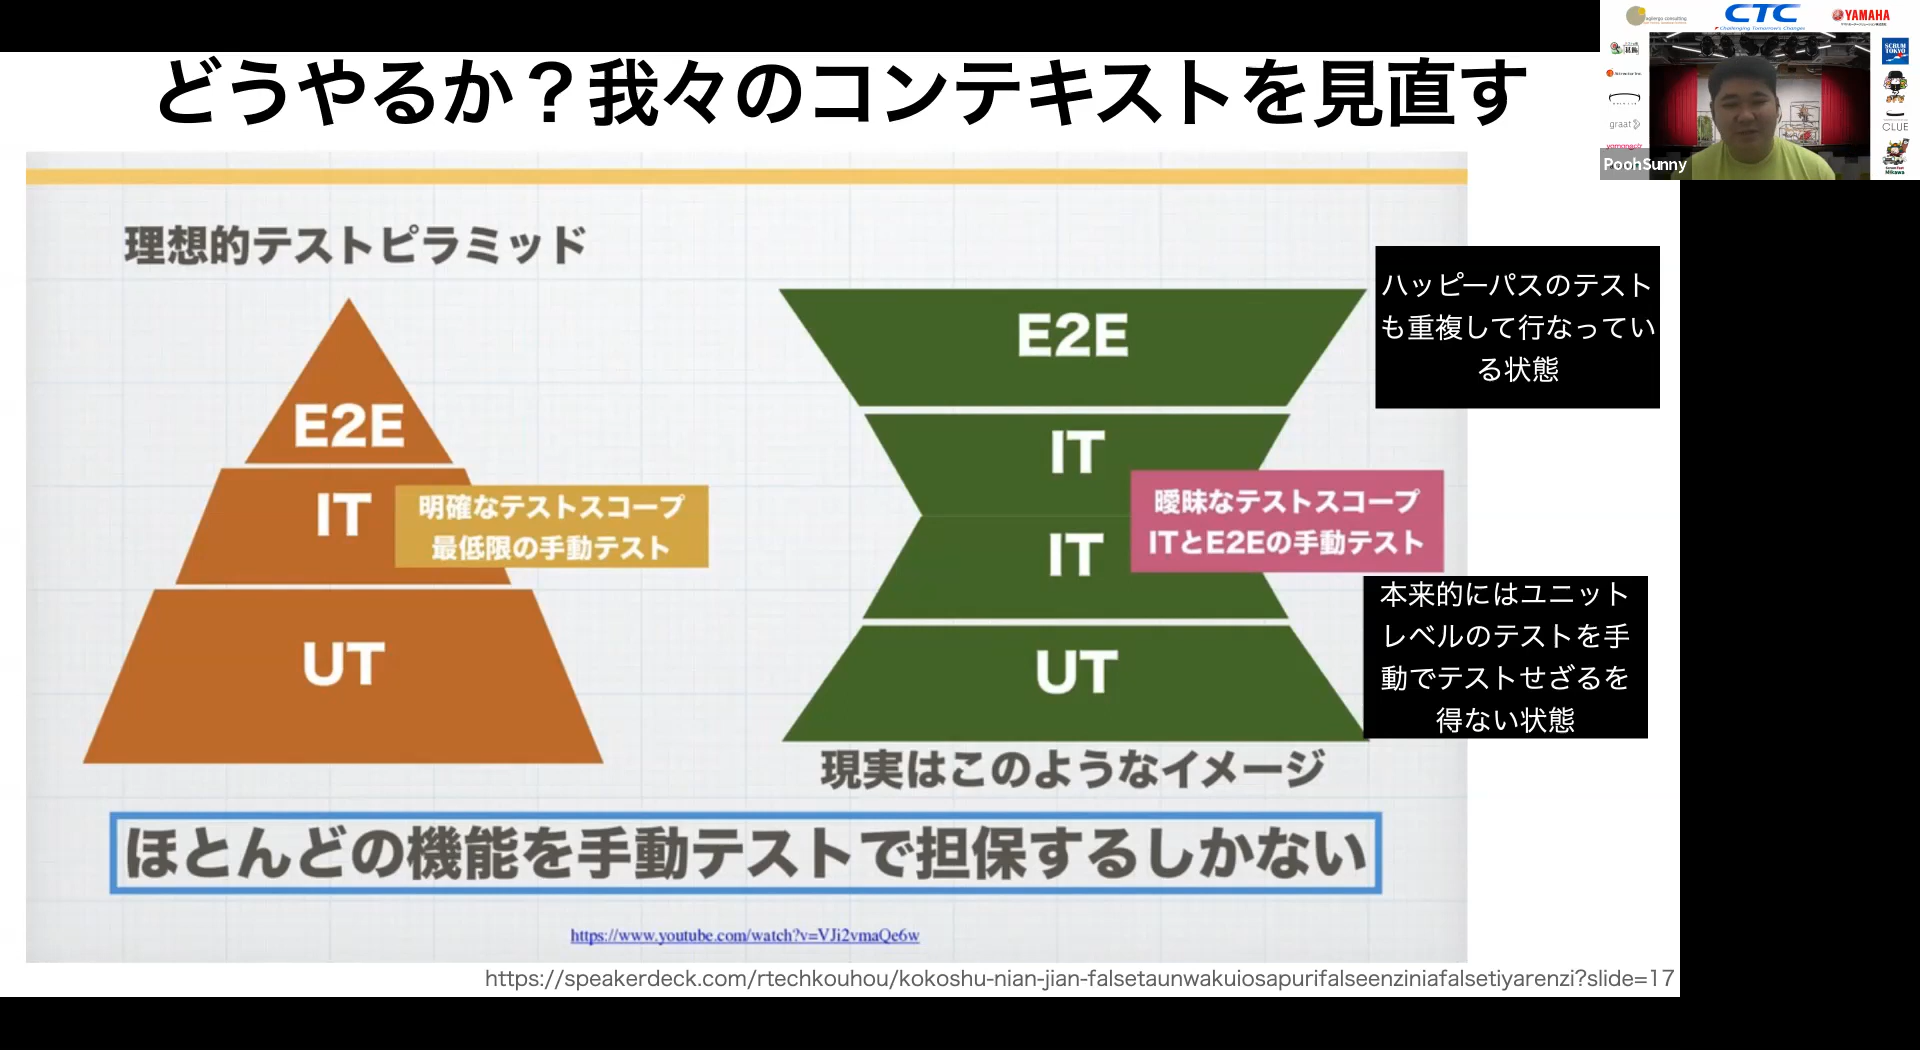 どうやるか？我々のコンテキストを見直す
CTC
Challenging Tomorrow's Changes
YAMAHA
SCRUM
TOKYO
graat
CLUE
Mikawa
PoohSunny
理想的テストピラミッド
E2E
IT
明確なテストスコープ
最低限の手動テスト
UT
E2E
IT
曖昧なテストスコープ
ITとE2Eの手動テスト
IT
UT
現実はこのようなイメージ
ハッピーパスのテスト
も重複して行なってい
る状態
本来的にはユニット
レベルのテストを手
動でテストせざるを
得ない状態
ほとんどの機能を手動テストで担保するしかない
https://www.youtube.com/watch?v=VJi2vmaQe6w
https://speakerdeck.com/rtechkouhou/kokoshu-nian-jian-falsetaunwakuiosapurifalseenziniafalsetiyarenzi?slide=17